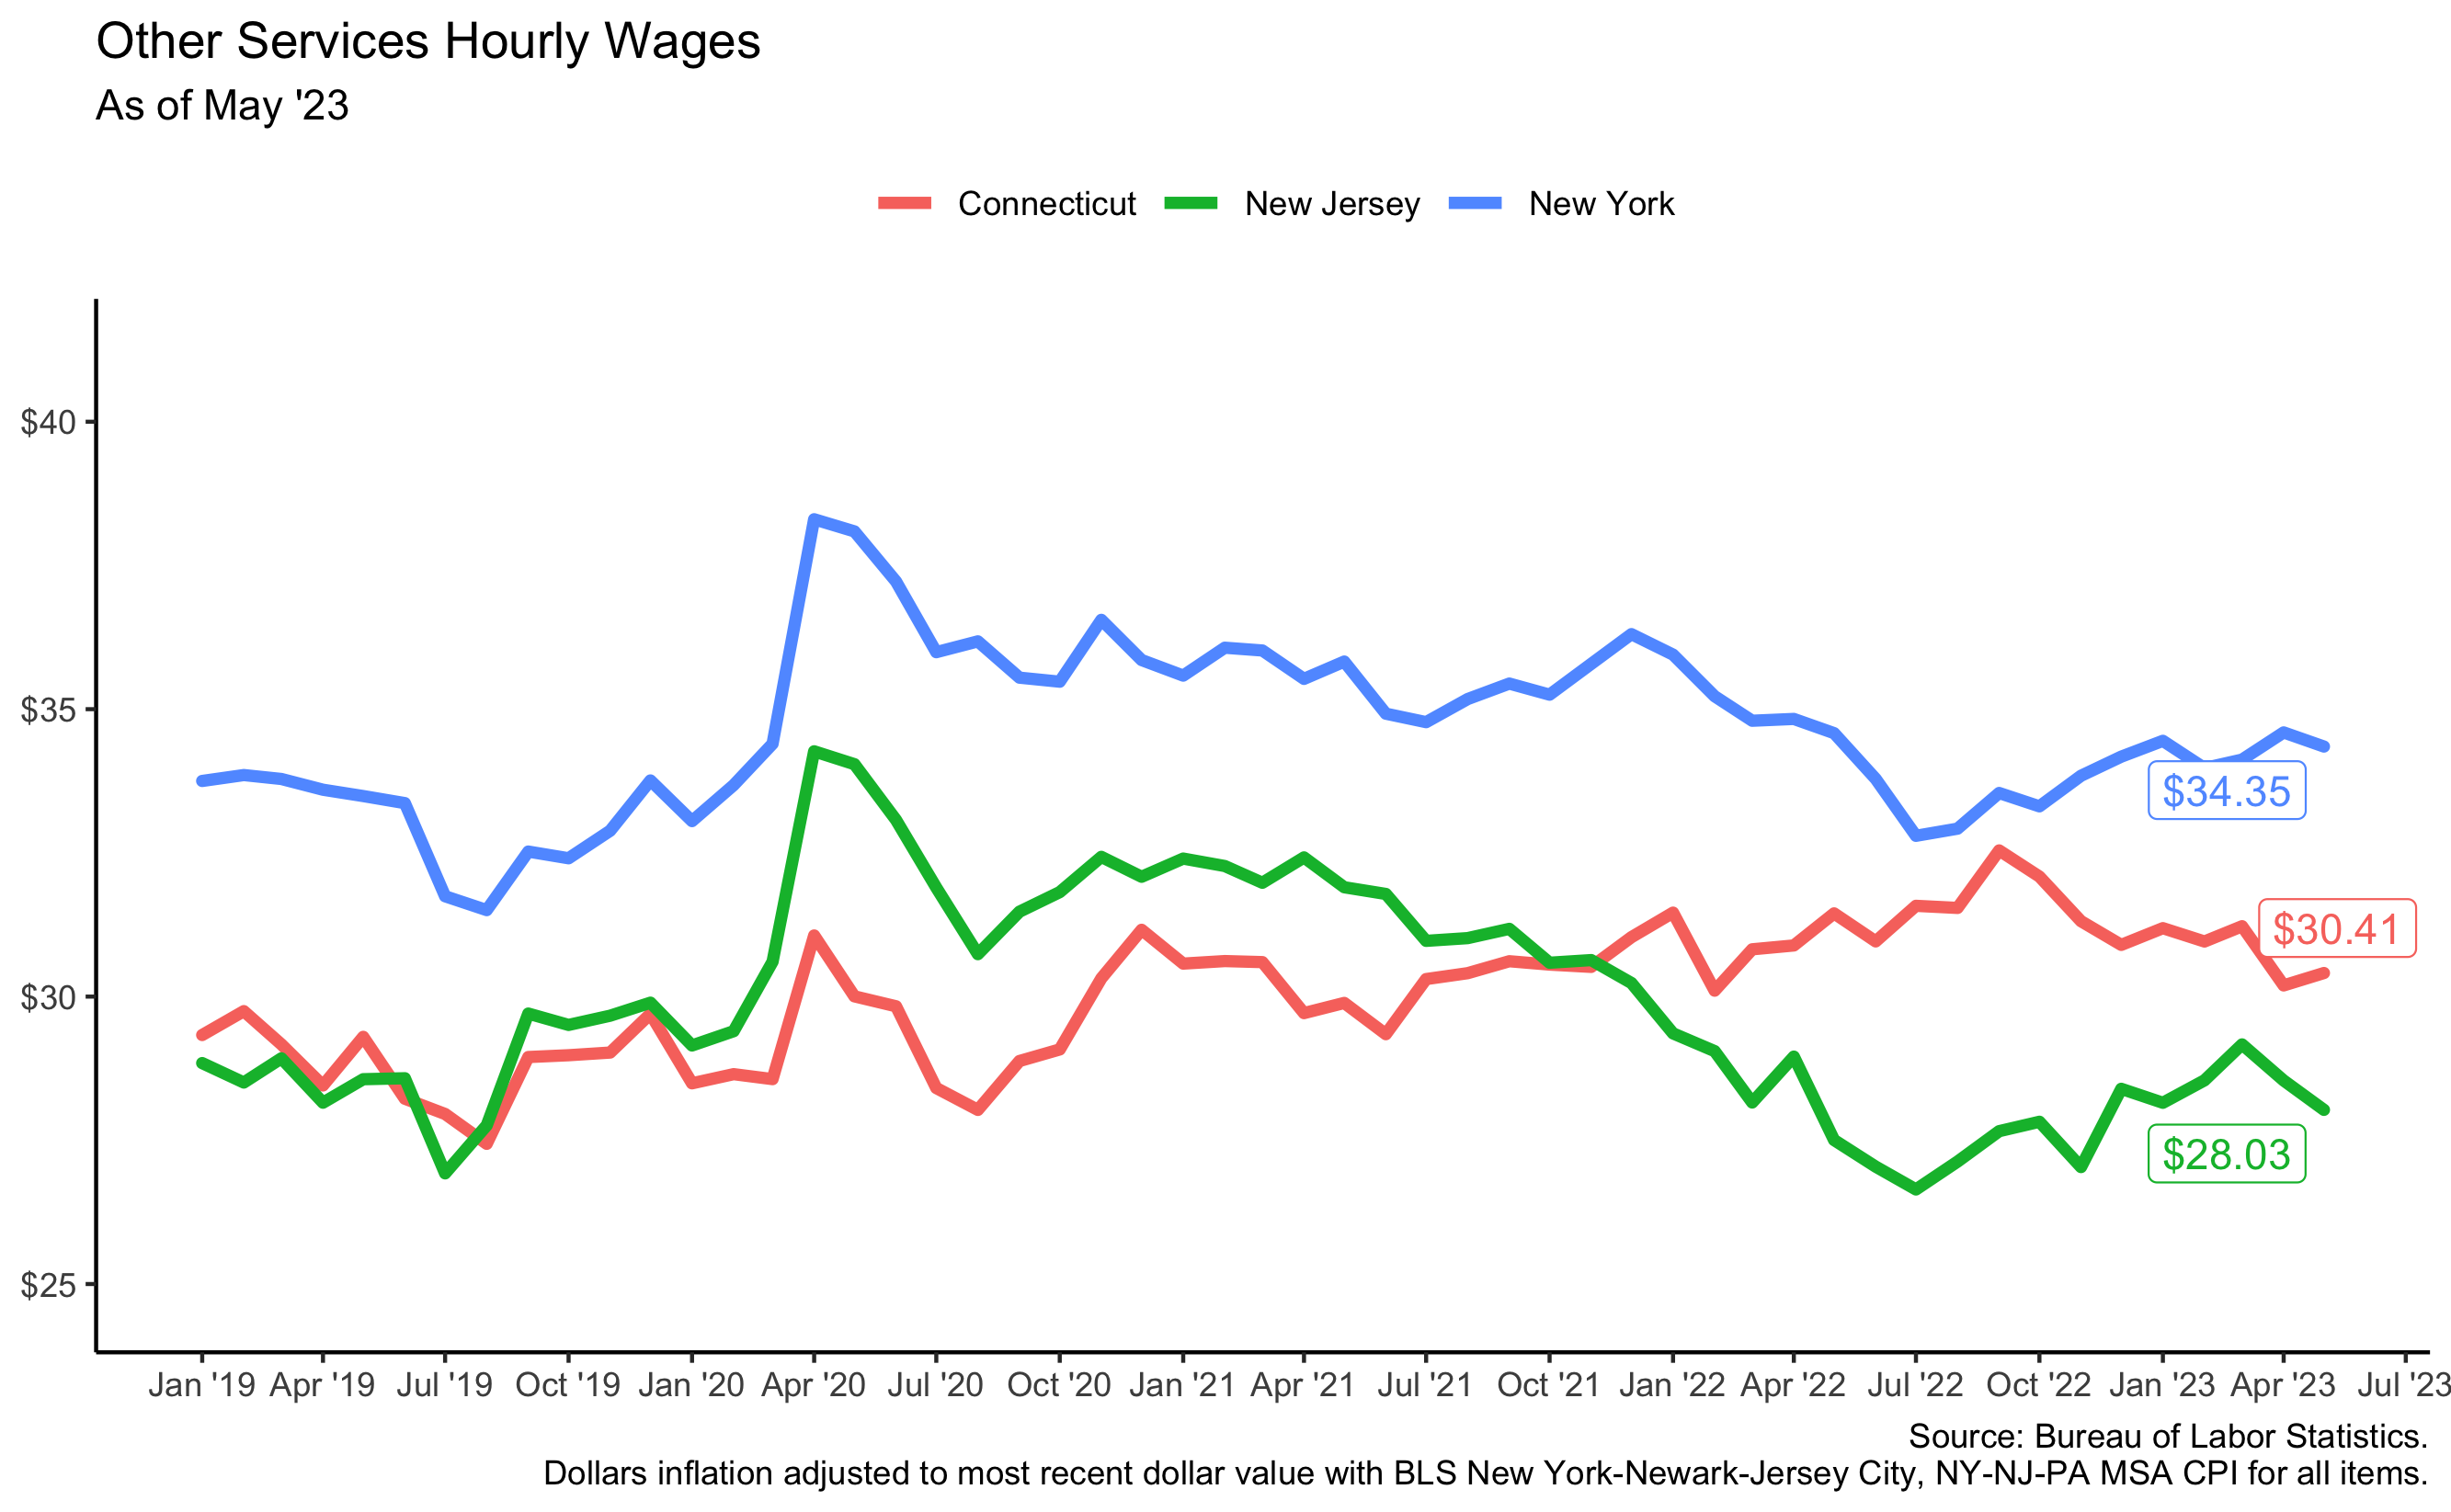 Other Services Hourly Wages
As of May '23
Connecticut New Jersey New York
$40
$35
$30
$25
$34.35
$30.41
$28.03
Jan '19 Apr '19 Jul '19 Oct '19 Jan '20 Apr '20 Jul '20 Oct '20 Jan '21 Apr '21 Jul '21 Oct '21 Jan '22 Apr '22 Jul '22 Oct '22 Jan '23 Apr '23 Jul '23
Source: Bureau of Labor Statistics.
Dollars inflation adjusted to most recent dollar value with BLS New York-Newark-Jersey City, NY-NJ-PA MSA CPI for all items.